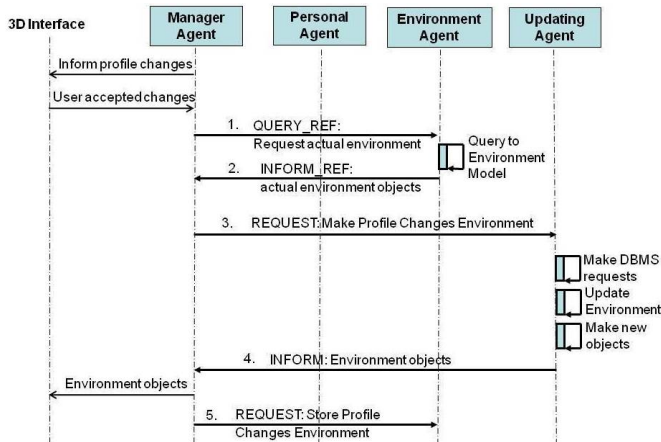 3D Interface
Manager
Agent
Personal
Agent
Environment
Agent
Updating
Agent
Inform profile changes
User accepted changes
1. QUERY_REF:
Request actual environment
Query to
Environment
Model
2. INFORM_REF:
actual environment objects
3. REQUEST:Make Profile Changes Environment
Make DBMS
requests
Update
Environment
Make new
objects
4. INFORM: Environment objects
Environment objects
5. REQUEST: Store Profile
Changes Environment